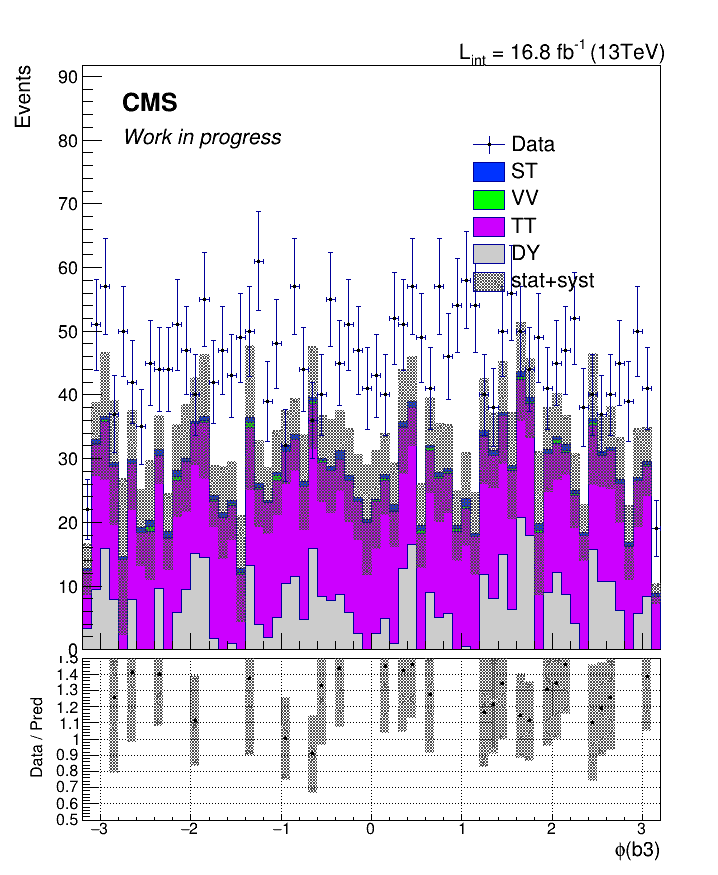 L_int = 16.8 fb^-1 (13TeV)
Events
CMS
Work in progress
Data
ST
VV
TT
DY
stat+syst
90
80
70
60
50
40
30
20
10
0
Data / Pred
1.5
1.4
1.3
1.2
1.1
1
0.9
0.8
0.7
0.6
0.5
−3 −2 −1 0 1 2 3
ϕ(b3)